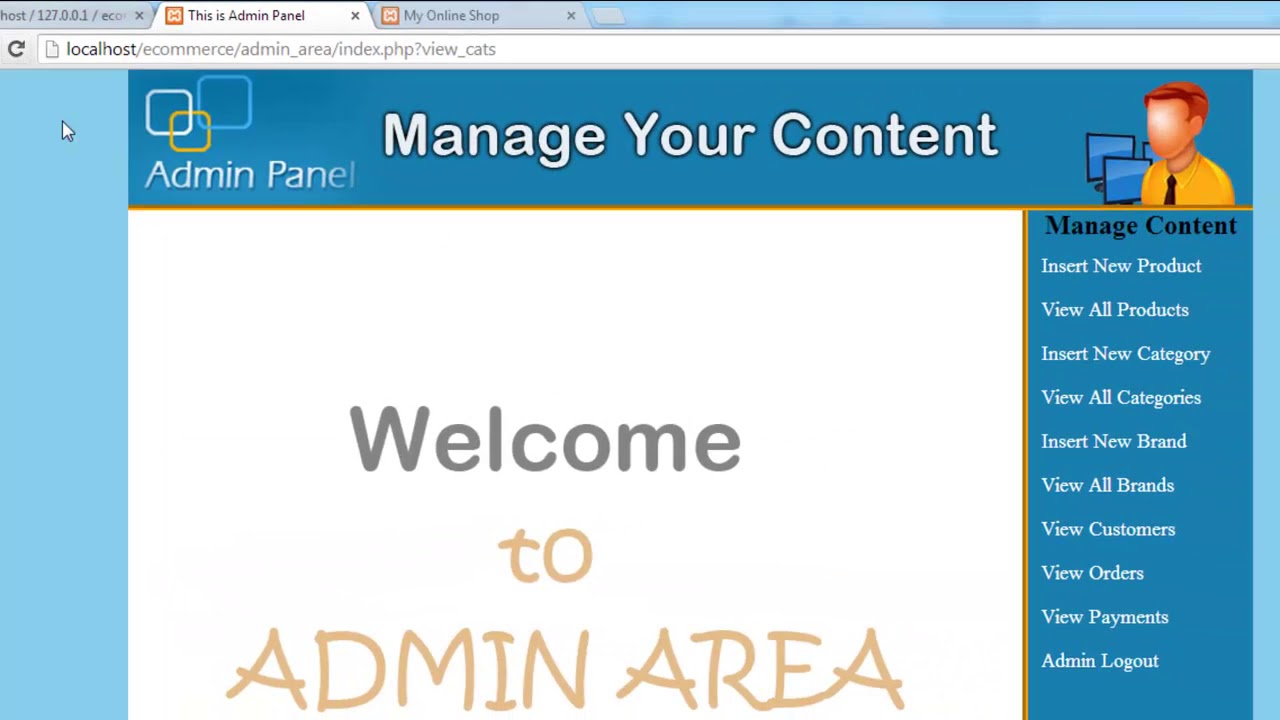 host / 127.0.0.1 / ecom
This is Admin Panel
My Online Shop
localhost/ecommerce/admin_area/index.php?view_cats
Admin Panel
Manage Your Content
Manage Content
Insert New Product
View All Products
Insert New Category
View All Categories
Insert New Brand
View All Brands
View Customers
View Orders
View Payments
Admin Logout
Welcome
to
ADMIN AREA